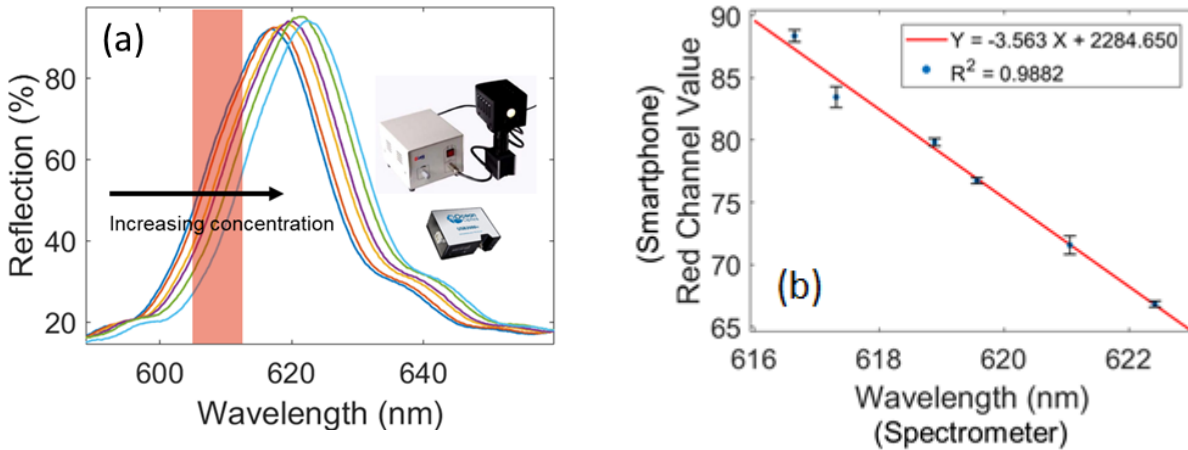 (a)
Reflection (%)
80
60
40
20
Increasing concentration
600
620
640
Wavelength (nm)
(Smartphone)
Red Channel Value
90
85
80
75
70
65
Y = -3.563 X + 2284.650
R² = 0.9882
(b)
616
618
620
622
Wavelength (nm)
(Spectrometer)